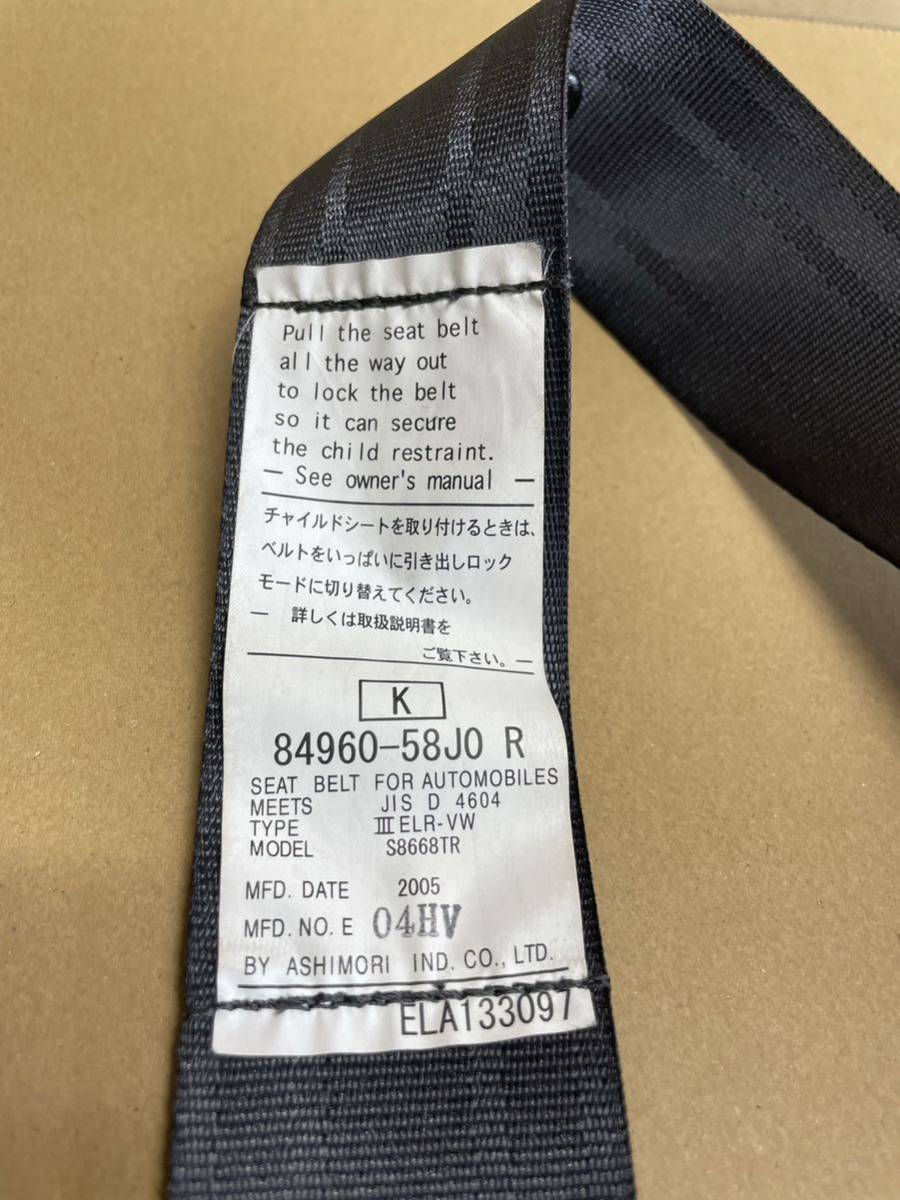 Pull the seat belt
all the way out
to lock the belt
so it can secure
the child restraint.
— See owner's manual —
チャイルドシートを取り付けるときは、
ベルトをいっぱいに引き出しロック
モードに切り替えてください。
— 詳しくは取扱説明書を
ご覧下さい。—
K
84960-58J0 R
SEAT BELT FOR AUTOMOBILES
MEETS JIS D 4604
TYPE ⅢELR-VW
MODEL S8668TR
MFD. DATE 2005
MFD. NO. E 04HV
BY ASHIMORI IND. CO., LTD.
ELA133097